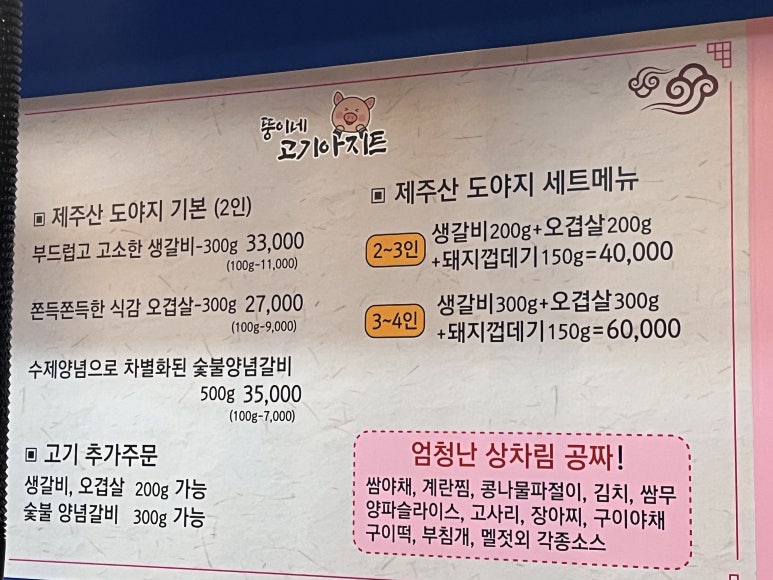 뚱이네
고기아지트
▣ 제주산 도야지 기본 (2인)
부드럽고 고소한 생갈비-300g 33,000
(100g-11,000)
쫀득쫀득한 식감 오겹살-300g 27,000
(100g-9,000)
수제양념으로 차별화된 숯불양념갈비
500g 35,000
(100g-7,000)
▣ 고기 추가주문
생갈비, 오겹살 200g 가능
숯불 양념갈비 300g 가능
▣ 제주산 도야지 세트메뉴
2~3인 생갈비200g+오겹살200g
+돼지껍데기150g=40,000
3~4인 생갈비300g+오겹살300g
+돼지껍데기150g=60,000
엄청난 상차림 공짜!
쌈야채, 계란찜, 콩나물파절이, 김치, 쌈무
양파슬라이스, 고사리, 장아찌, 구이야채
구이떡, 부침개, 멜젓외 각종소스